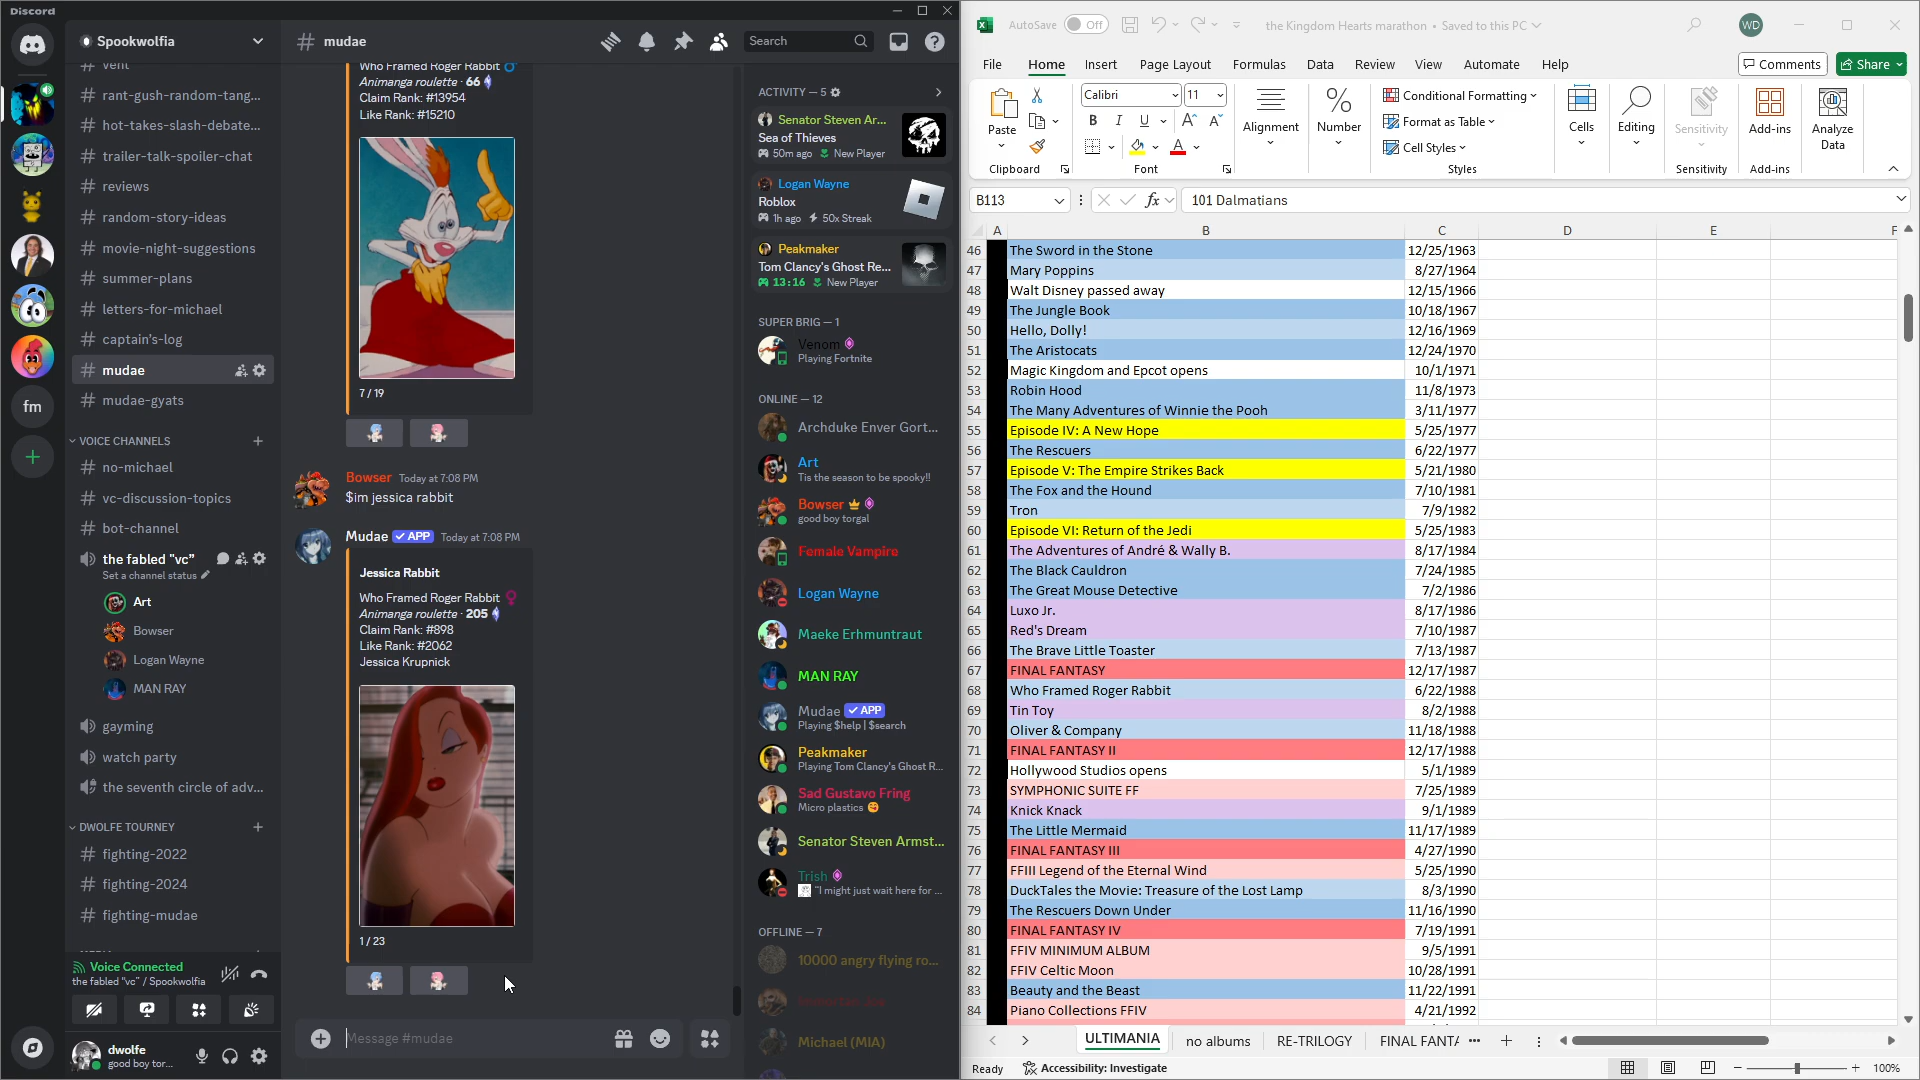 Discord
Spookwolfia
vent
rant-gush-random-tang...
hot-takes-slash-debate...
trailer-talk-spoiler-chat
reviews
random-story-ideas
movie-night-suggestions
summer-plans
letters-for-michael
captain's-log
mudae
mudae-gyats
fm
VOICE CHANNELS
no-michael
vc-discussion-topics
bot-channel
the fabled "vc"
Set a channel status
Art
Bowser
Logan Wayne
MAN RAY
gayming
watch party
the seventh circle of adv...
DWOLFE TOURNEY
fighting-2022
fighting-2024
fighting-mudae
Voice Connected
the fabled "vc" / Spookwolfia
dwolfe
good boy tor...
# mudae
Search
Who Framed Roger Rabbit
Animanga roulette · 66
Claim Rank: #13954
Like Rank: #15210
7 / 19
Bowser Today at 7:08 PM
$im jessica rabbit
Mudae APP Today at 7:08 PM
Jessica Rabbit
Who Framed Roger Rabbit
Animanga roulette · 205
Claim Rank: #898
Like Rank: #2062
Jessica Krupnick
1 / 23
Message #mudae
ACTIVITY — 5
Senator Steven Ar...
Sea of Thieves
50m ago New Player
Logan Wayne
Roblox
1h ago 50x Streak
Peakmaker
Tom Clancy's Ghost Re...
13:16 New Player
SUPER BRIG — 1
Venom
Playing Fortnite
ONLINE — 12
Archduke Enver Gort...
Art
Tis the season to be spooky!!
Bowser
good boy torgal
Female Vampire
Logan Wayne
Maeke Erhmuntraut
MAN RAY
Mudae APP
Playing $help | $search
Peakmaker
Playing Tom Clancy's Ghost R...
Sad Gustavo Fring
Micro plastics
Senator Steven Armst...
Trish
"I might just wait here for ...
OFFLINE — 7
10000 angry flying ro...
Michael (MIA)
AutoSave Off
the Kingdom Hearts marathon • Saved to this PC
WD
File Home Insert Page Layout Formulas Data Review View Automate Help
Comments
Share
Paste
Clipboard
Calibri 11
B I U A A
A
Font
Alignment
Number
Conditional Formatting
Format as Table
Cell Styles
Styles
Cells
Editing
Sensitivity
Sensitivity
Add-ins
Add-ins
Analyze
Data
B113 fx 101 Dalmatians
A B C D E F
46 The Sword in the Stone 12/25/1963
47 Mary Poppins 8/27/1964
48 Walt Disney passed away 12/15/1966
49 The Jungle Book 10/18/1967
50 Hello, Dolly! 12/16/1969
51 The Aristocats 12/24/1970
52 Magic Kingdom and Epcot opens 10/1/1971
53 Robin Hood 11/8/1973
54 The Many Adventures of Winnie the Pooh 3/11/1977
55 Episode IV: A New Hope 5/25/1977
56 The Rescuers 6/22/1977
57 Episode V: The Empire Strikes Back 5/21/1980
58 The Fox and the Hound 7/10/1981
59 Tron 7/9/1982
60 Episode VI: Return of the Jedi 5/25/1983
61 The Adventures of André & Wally B. 8/17/1984
62 The Black Cauldron 7/24/1985
63 The Great Mouse Detective 7/2/1986
64 Luxo Jr. 8/17/1986
65 Red's Dream 7/10/1987
66 The Brave Little Toaster 7/13/1987
67 FINAL FANTASY 12/17/1987
68 Who Framed Roger Rabbit 6/22/1988
69 Tin Toy 8/2/1988
70 Oliver & Company 11/18/1988
71 FINAL FANTASY II 12/17/1988
72 Hollywood Studios opens 5/1/1989
73 SYMPHONIC SUITE FF 7/25/1989
74 Knick Knack 9/1/1989
75 The Little Mermaid 11/17/1989
76 FINAL FANTASY III 4/27/1990
77 FFIII Legend of the Eternal Wind 5/25/1990
78 DuckTales the Movie: Treasure of the Lost Lamp 8/3/1990
79 The Rescuers Down Under 11/16/1990
80 FINAL FANTASY IV 7/19/1991
81 FFIV MINIMUM ALBUM 9/5/1991
82 FFIV Celtic Moon 10/28/1991
83 Beauty and the Beast 11/22/1991
84 Piano Collections FFIV 4/21/1992
ULTIMANIA no albums RE-TRILOGY FINAL FANTA ...
Ready Accessibility: Investigate 100%